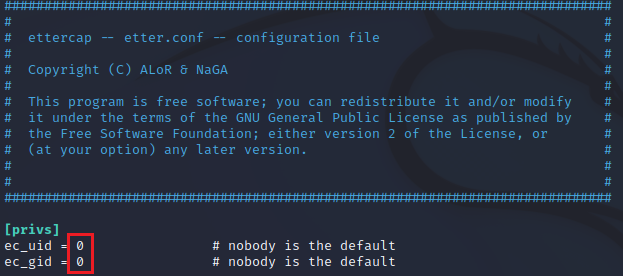 ############################################################################
#                                                                          #
#  ettercap -- etter.conf -- configuration file                            #
#                                                                          #
#  Copyright (C) ALoR & NaGA                                               #
#                                                                          #
#  This program is free software; you can redistribute it and/or modify    #
#  it under the terms of the GNU General Public License as published by    #
#  the Free Software Foundation; either version 2 of the License, or       #
#  (at your option) any later version.                                     #
#                                                                          #
#                                                                          #
############################################################################
[privs]
ec_uid = 0                # nobody is the default
ec_gid = 0                # nobody is the default